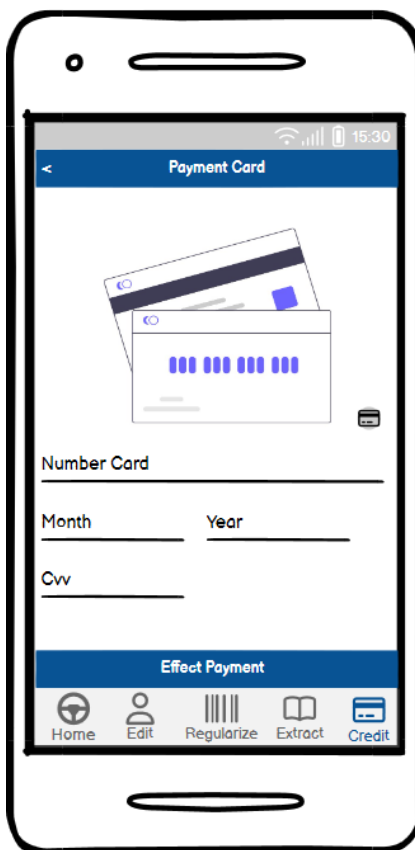 15:30
< Payment Card
Number Card
Month Year
Cvv
Effect Payment
Home Edit Regularize Extract Credit